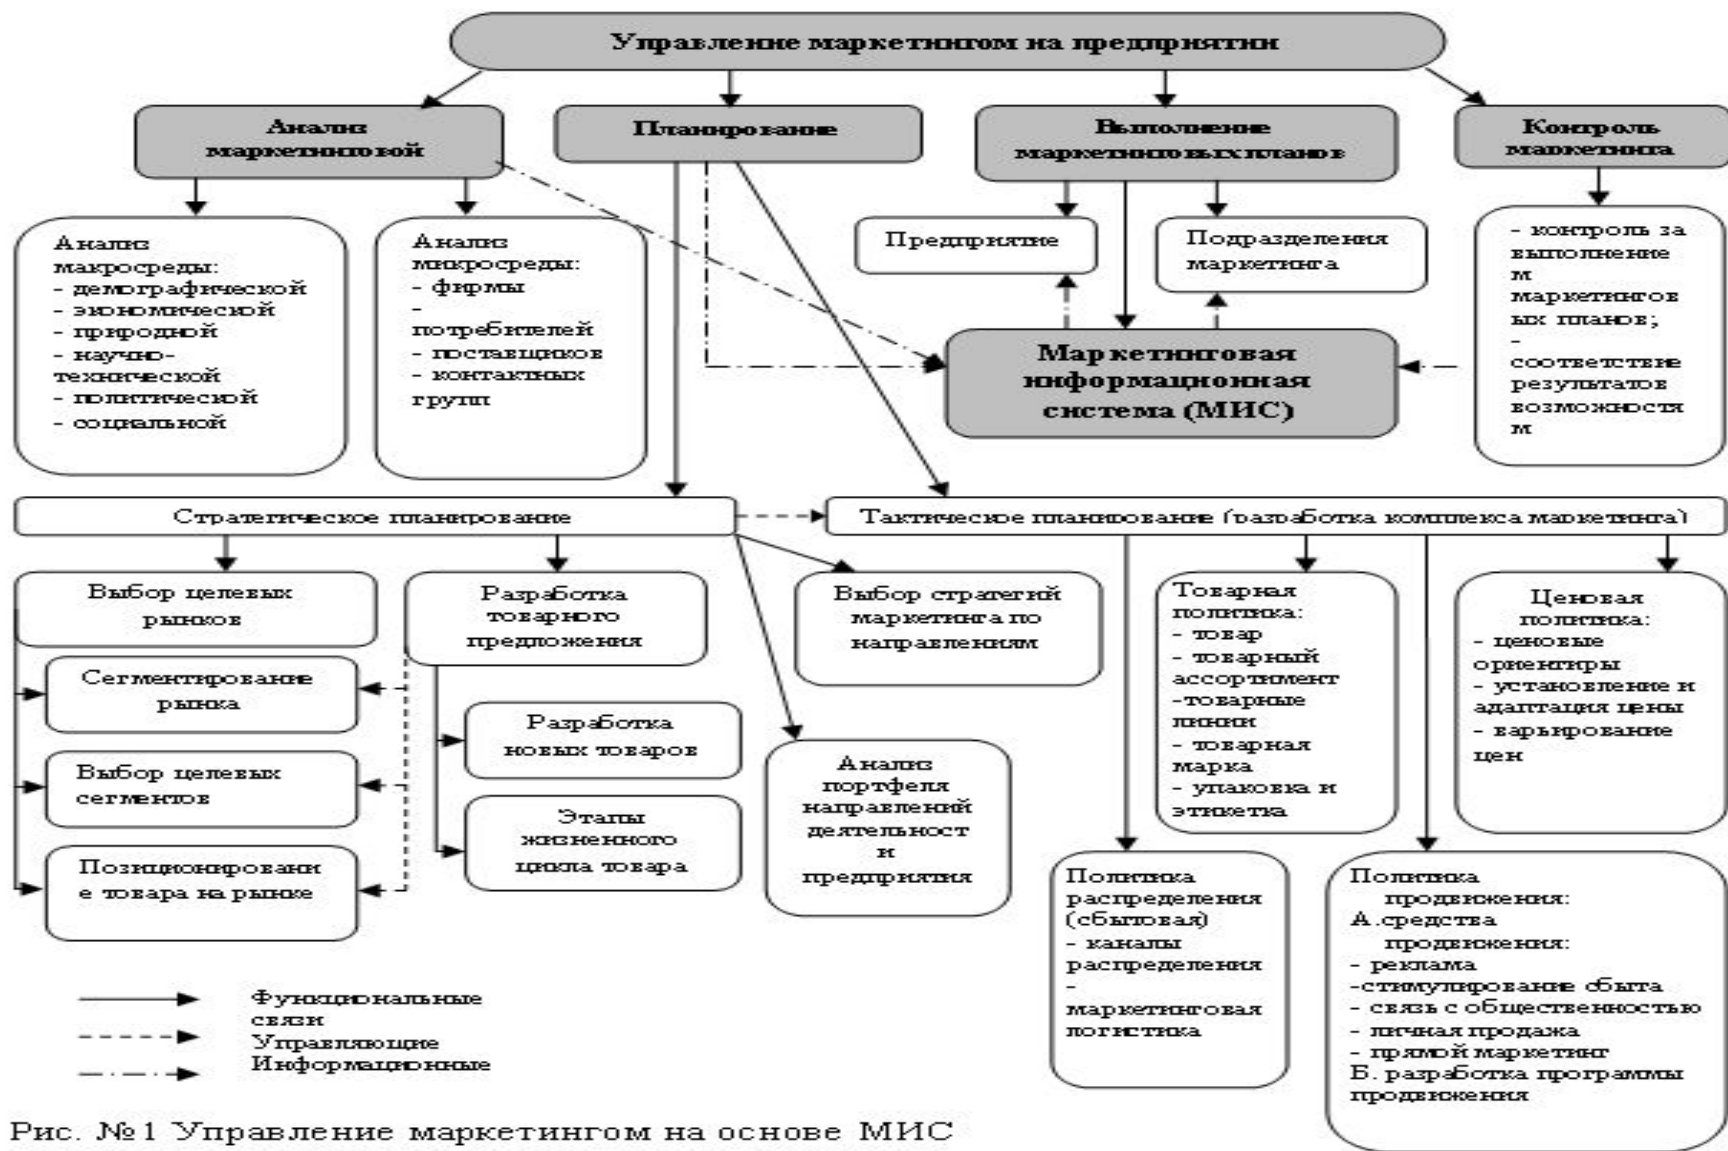 Управление маркетингом на предприятии
Анализ
маркетинговой
Планирование
Выполнение
маркетинговых планов
Контроль
маркетинга
Анализ
макросреды:
- демографической
- экономической
- природной
- научно-
технической
- политической
- социальной
Анализ
микросреды:
- фирмы
-
потребителей
- поставщиков
- контактных
групп
Предприятие
Подразделения
маркетинга
- контроль за
выполнение
м
маркетингов
ых планов;
-
соответствие
результатов
возможностя
м
Маркетинговая
информационная
система (МИС)
Стратегическое планирование
Тактическое планирование (разработка комплекса маркетинга)
Выбор целевых
рынков
Разработка
товарного
предложения
Выбор стратегий
маркетинга по
направлениям
Товарная
политика:
- товар
- товарный
ассортимент
-товарные
линии
- товарная
марка
- упаковка и
этикетка
Ценовая
политика:
- ценовые
ориентиры
- установление и
адаптация цены
- варьирование
цен
Сегментирование
рынка
Выбор целевых
сегментов
Позиционировани
е товара на рынке
Разработка
новых товаров
Этапы
жизненного
цикла товара
Анализ
портфеля
направлений
деятельност
и
предприятия
Политика
распределения
(сбытовая)
- каналы
распределения
-
маркетинговая
логистика
Политика
продвижения:
А.средства
продвижения:
- реклама
-стимулирование сбыта
- связь с общественностью
- личная продажа
- прямой маркетинг
Б. разработка программы
продвижения
Функциональные
связи
Управляющие
Информационные
Рис. №1 Управление маркетингом на основе МИС